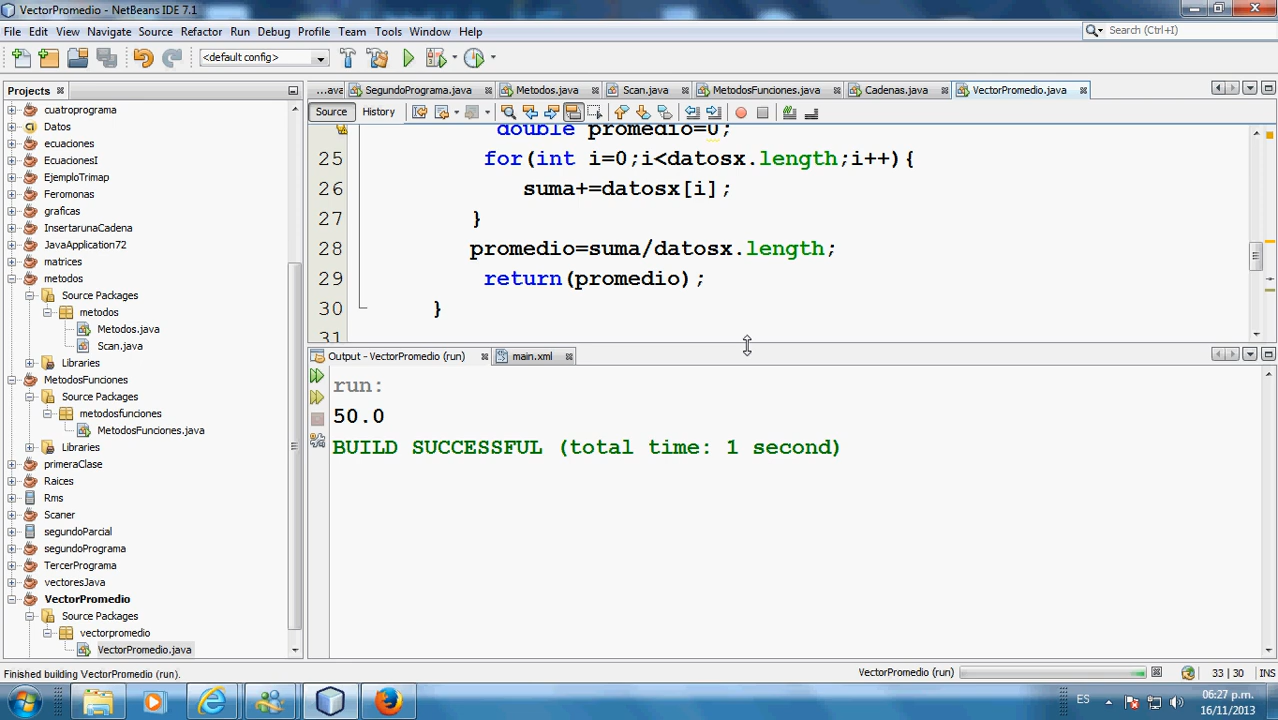 VectorPromedio - NetBeans IDE 7.1
File Edit View Navigate Source Refactor Run Debug Profile Team Tools Window Help
Search (Ctrl+I)
<default config>
Projects
...ave SegundoPrograma.java Metodos.java Scan.java MetodosFunciones.java Cadenas.java VectorPromedio.java
Source History
cuatroprograma
Datos
ecuaciones
EcuacionesI
EjemploTrimap
Feromonas
graficas
InsertarunaCadena
JavaApplication72
matrices
metodos
Source Packages
metodos
Metodos.java
Scan.java
Libraries
MetodosFunciones
Source Packages
metodosfunciones
MetodosFunciones.java
Libraries
primeraClase
Raices
Rms
Scaner
segundoParcial
segundoPrograma
TercerPrograma
vectoresJava
VectorPromedio
Source Packages
vectorpromedio
VectorPromedio.java
double promedio=0;
25 for(int i=0;i<datosx.length;i++){
26 suma+=datosx[i];
27 }
28 promedio=suma/datosx.length;
29 return(promedio);
30 }
31
Output - VectorPromedio (run) main.xml
run:
50.0
BUILD SUCCESSFUL (total time: 1 second)
Finished building VectorPromedio (run). VectorPromedio (run) 33 | 30 INS
ES 06:27 p.m.
16/11/2013